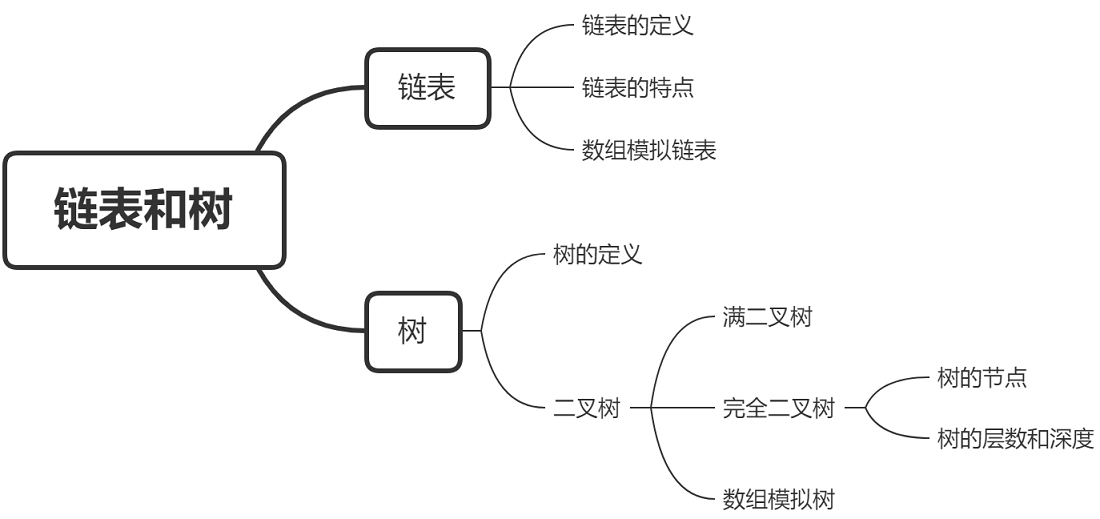 链表和树
链表
链表的定义
链表的特点
数组模拟链表
树
树的定义
二叉树
满二叉树
完全二叉树
树的节点
树的层数和深度
数组模拟树